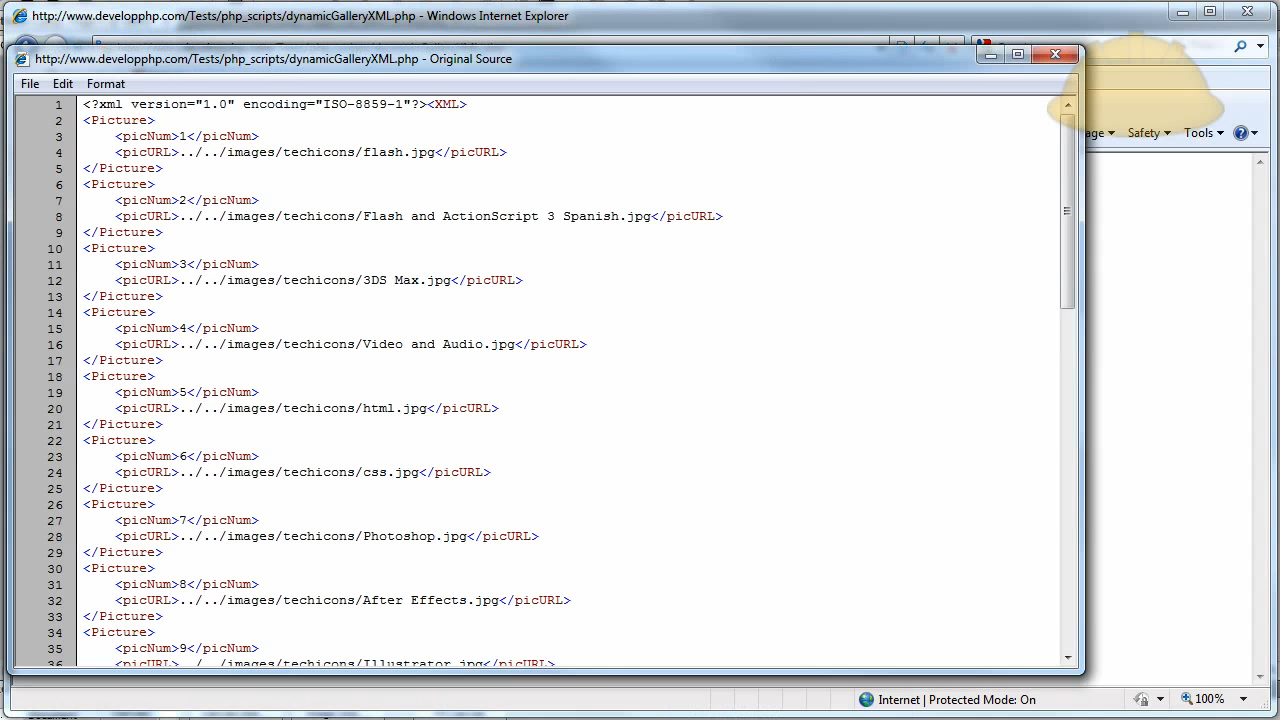 http://www.developphp.com/Tests/php_scripts/dynamicGalleryXML.php - Windows Internet Explorer
http://www.developphp.com/Tests/php_scripts/dynamicGalleryXML.php - Original Source
File Edit Format
Safety Tools
1 <?xml version="1.0" encoding="ISO-8859-1"?><XML>
2 <Picture>
3 <picNum>1</picNum>
4 <picURL>../../images/techicons/flash.jpg</picURL>
5 </Picture>
6 <Picture>
7 <picNum>2</picNum>
8 <picURL>../../images/techicons/Flash and ActionScript 3 Spanish.jpg</picURL>
9 </Picture>
10 <Picture>
11 <picNum>3</picNum>
12 <picURL>../../images/techicons/3DS Max.jpg</picURL>
13 </Picture>
14 <Picture>
15 <picNum>4</picNum>
16 <picURL>../../images/techicons/Video and Audio.jpg</picURL>
17 </Picture>
18 <Picture>
19 <picNum>5</picNum>
20 <picURL>../../images/techicons/html.jpg</picURL>
21 </Picture>
22 <Picture>
23 <picNum>6</picNum>
24 <picURL>../../images/techicons/css.jpg</picURL>
25 </Picture>
26 <Picture>
27 <picNum>7</picNum>
28 <picURL>../../images/techicons/Photoshop.jpg</picURL>
29 </Picture>
30 <Picture>
31 <picNum>8</picNum>
32 <picURL>../../images/techicons/After Effects.jpg</picURL>
33 </Picture>
34 <Picture>
35 <picNum>9</picNum>
36 <picURL>../../images/techicons/Illustrator.jpg</picURL>
Internet | Protected Mode: On
100%